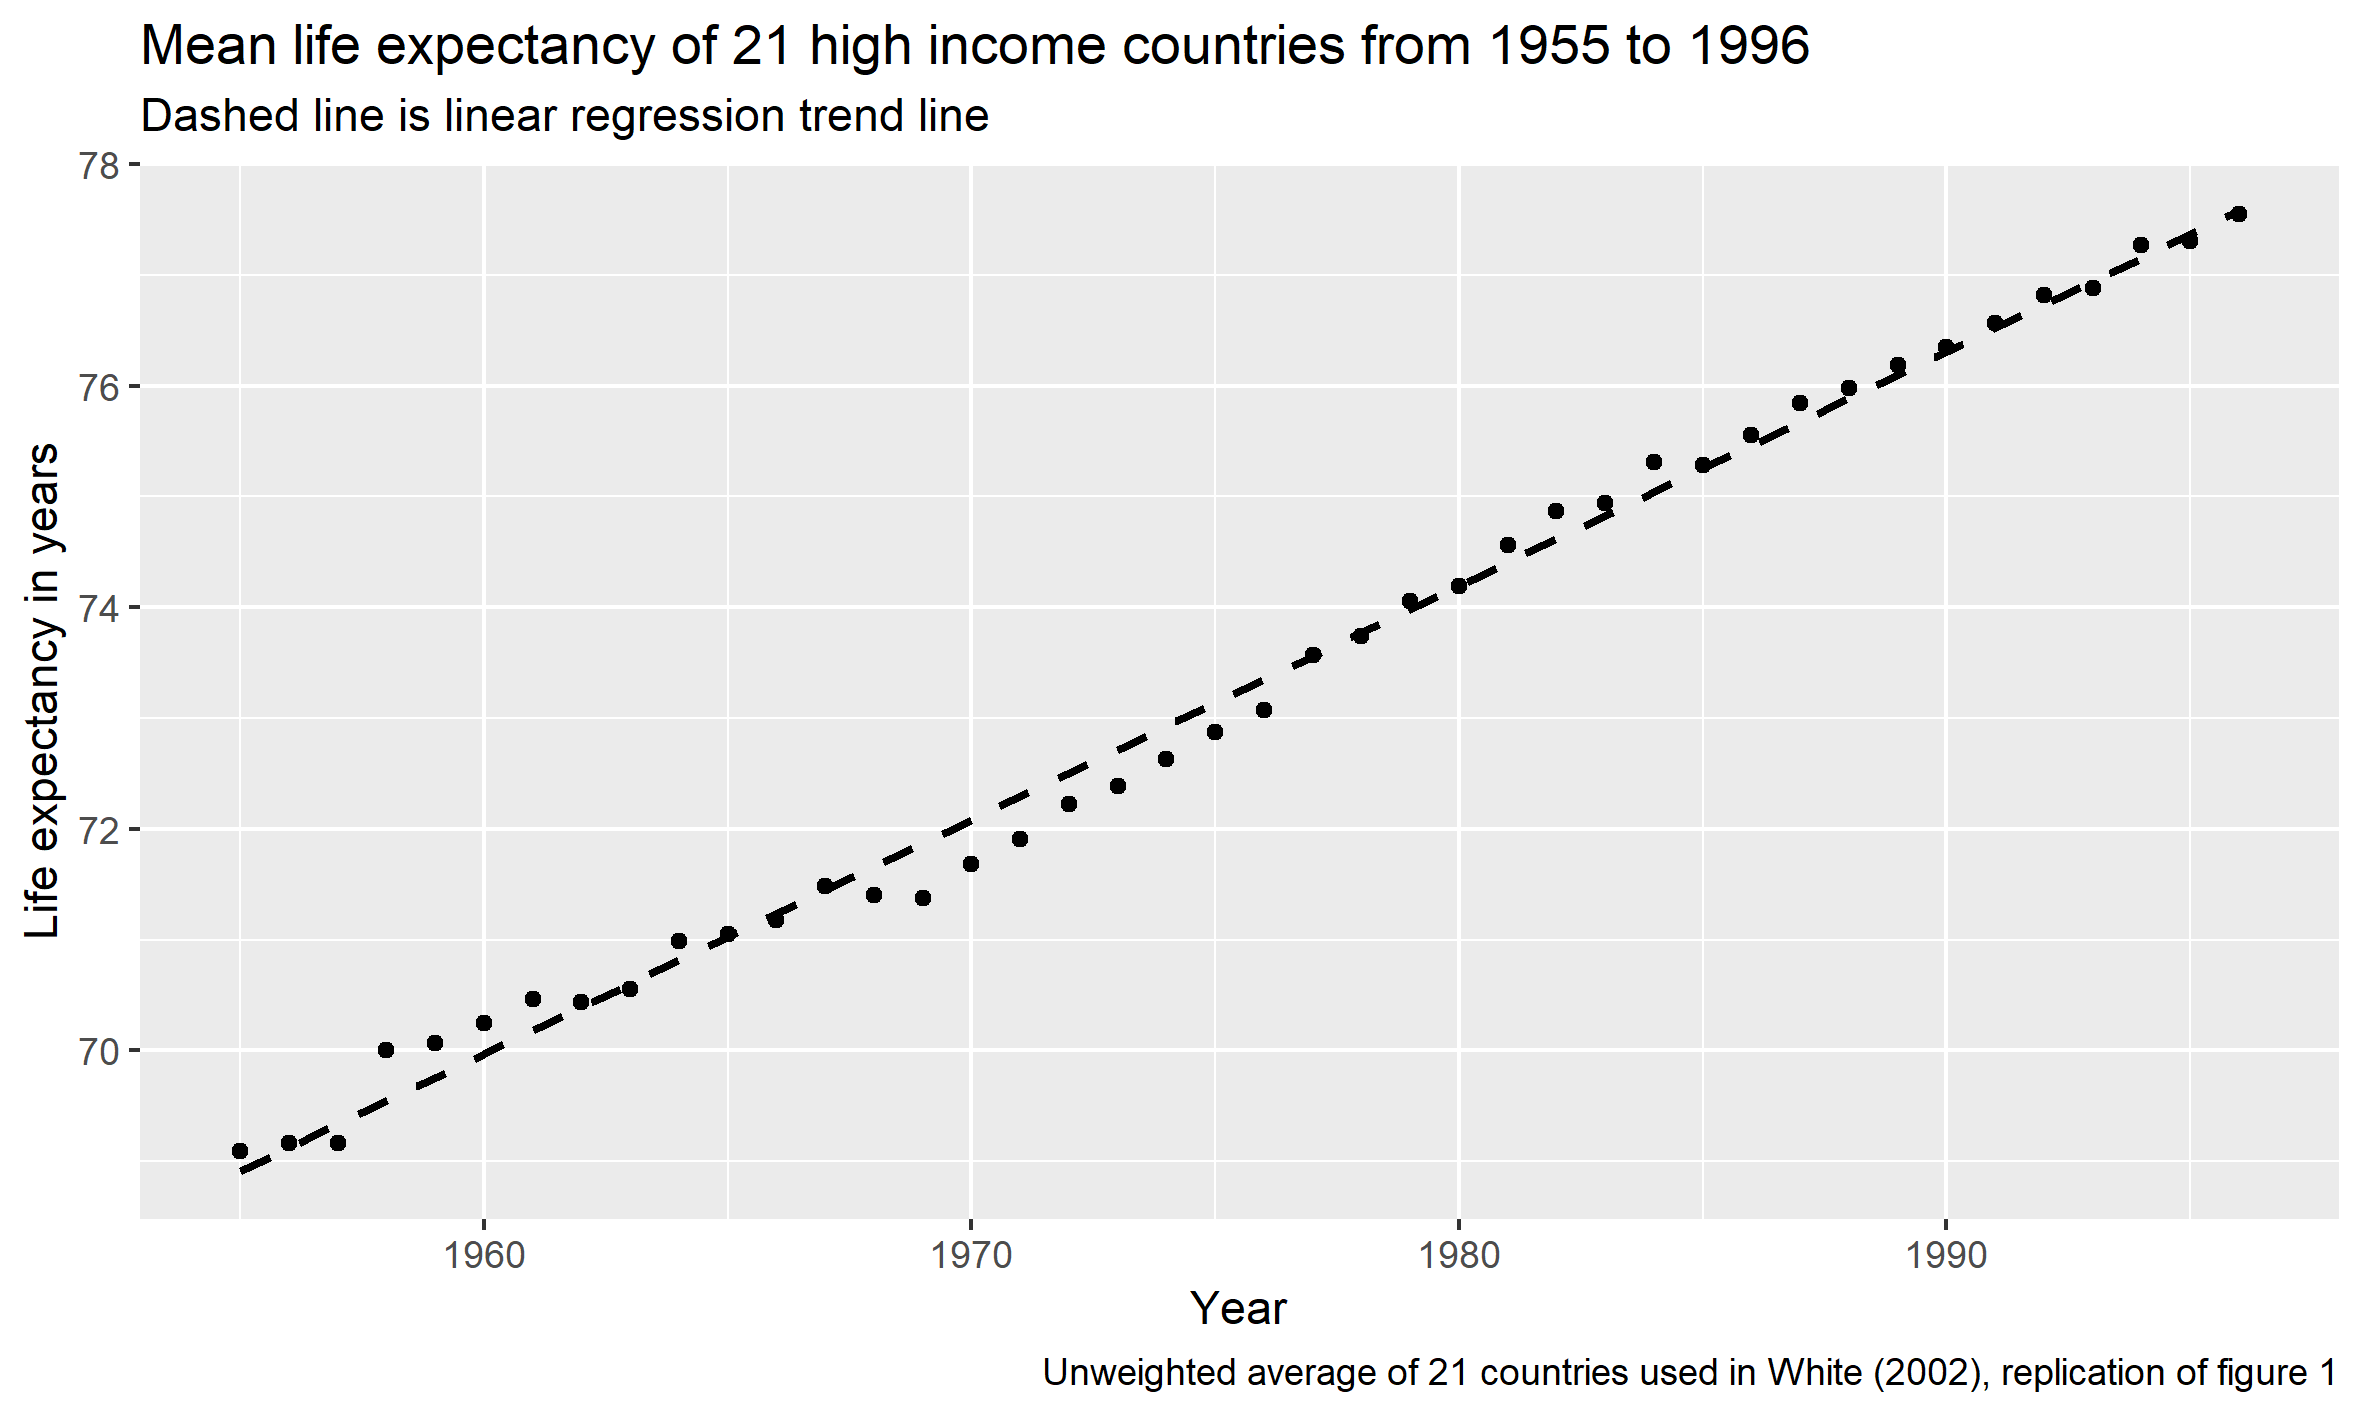 Mean life expectancy of 21 high income countries from 1955 to 1996
Dashed line is linear regression trend line
78
76
74
72
70
Life expectancy in years
1960 1970 1980 1990
Year
Unweighted average of 21 countries used in White (2002), replication of figure 1